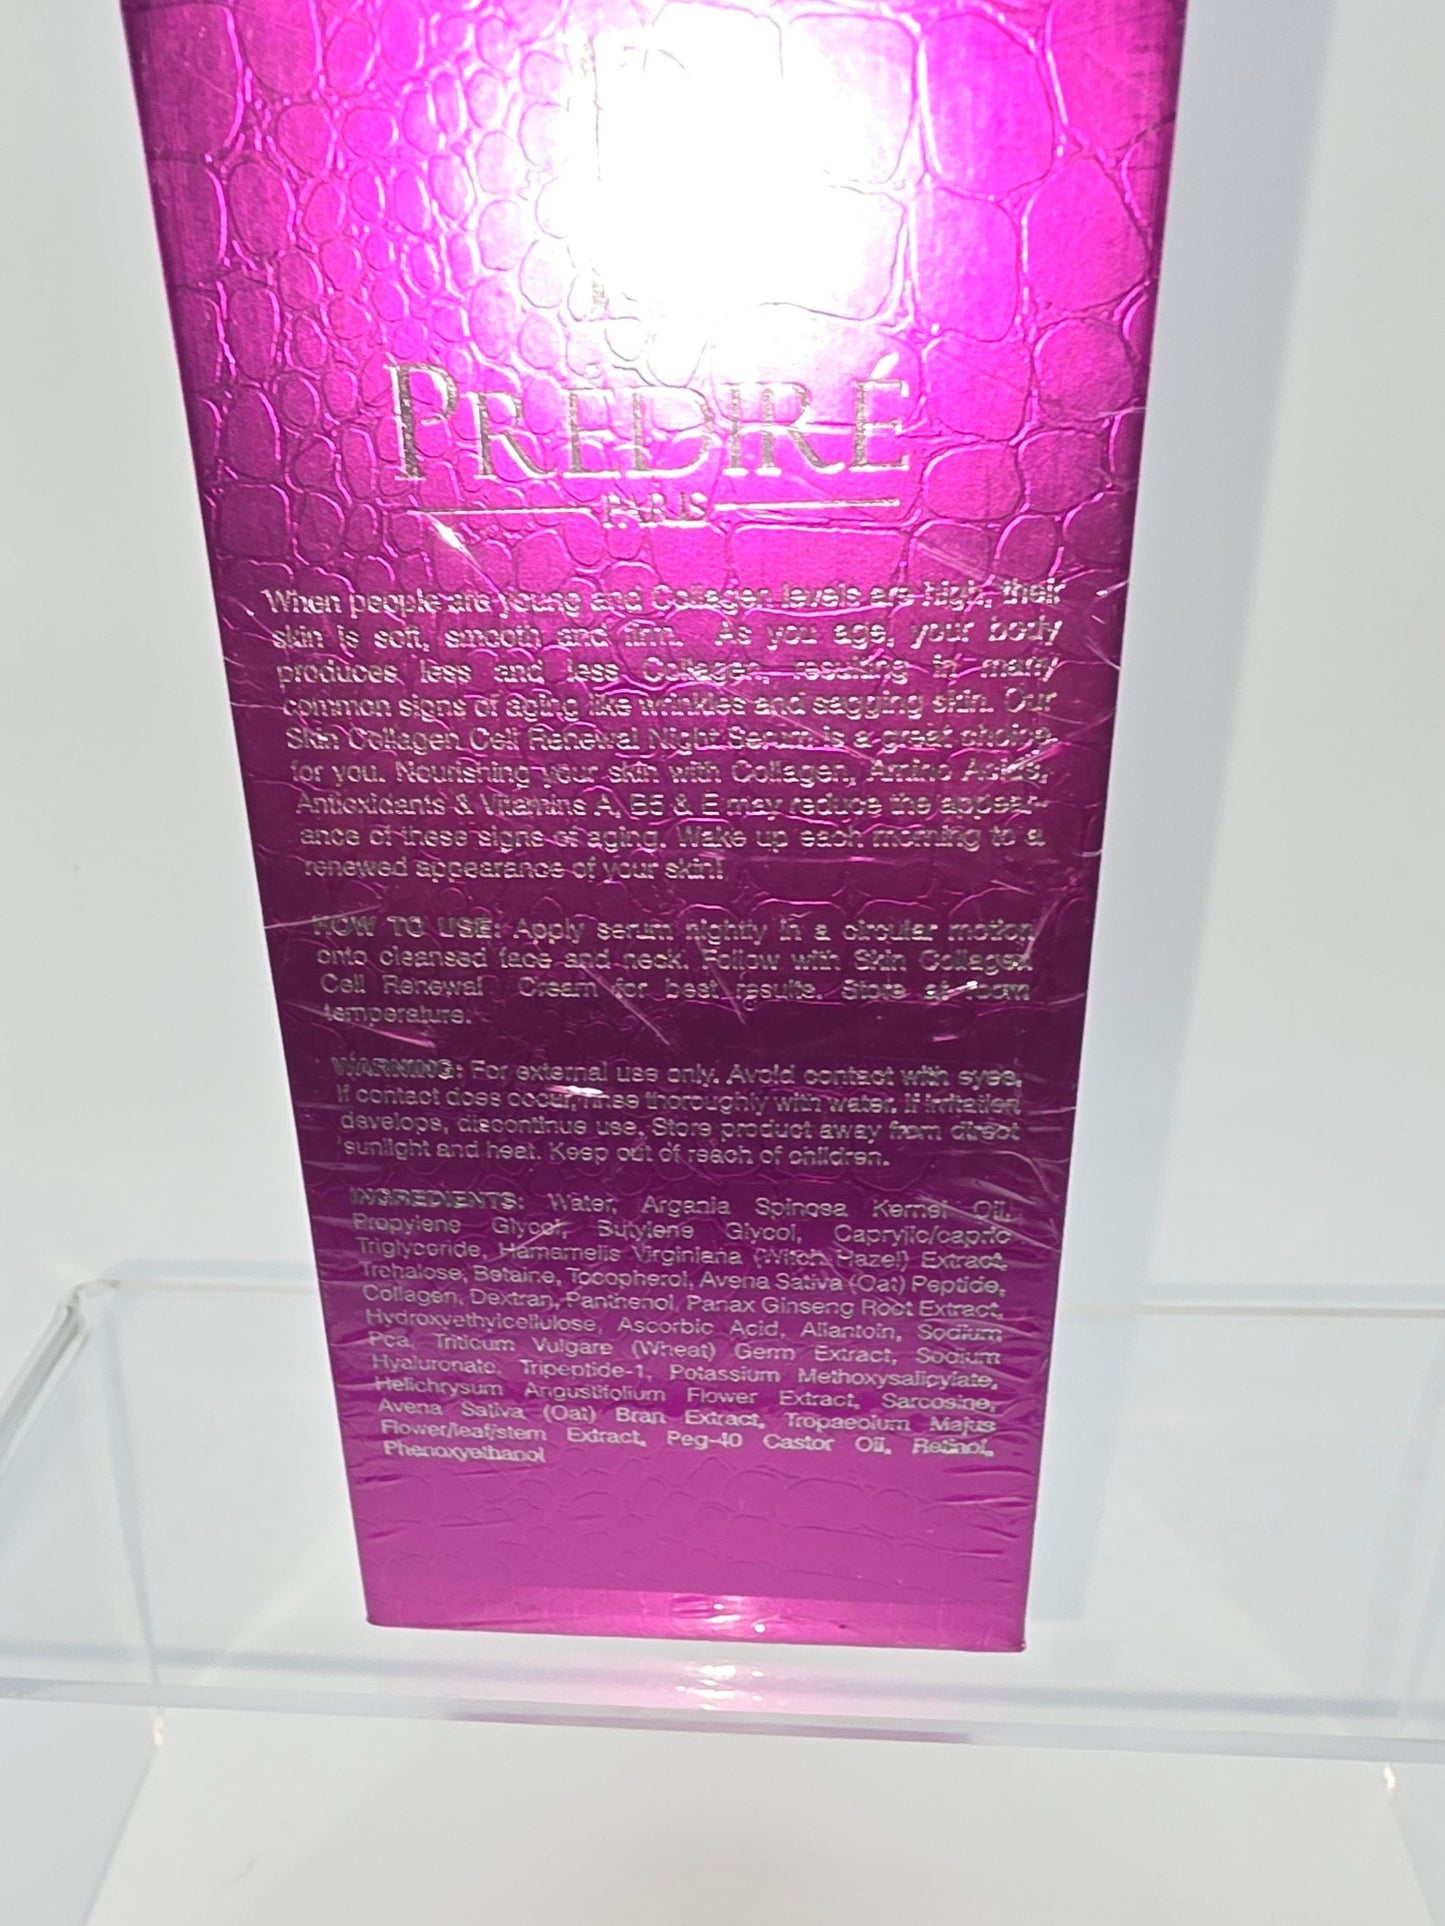 PRÉDIRÉ
PARIS
When people are young and Collagen levels are high, their
skin is soft, smooth and firm. As you age, your body
produces less and less Collagen, resulting in many
common signs of aging like wrinkles and sagging skin. Our
Skin Collagen Cell Renewal Night Serum is a great choice
for you. Nourishing your skin with Collagen, Amino Acids,
Antioxidants & Vitamins A, B5 & E may reduce the appear-
ance of these signs of aging. Wake up each morning to a
renewed appearance of your skin!
HOW TO USE: Apply serum nightly in a circular motion
onto cleansed face and neck. Follow with Skin Collagen
Cell Renewal Cream for best results. Store at room
temperature.
WARNING: For external use only. Avoid contact with eyes.
If contact does occur, rinse thoroughly with water. If irritation
develops, discontinue use. Store product away from direct
sunlight and heat. Keep out of reach of children.
INGREDIENTS: Water, Argania Spinosa Kernel Oil,
Propylene Glycol, Butylene Glycol, Caprylic/capric
Triglyceride, Hamamelis Virginiana (Witch Hazel) Extract,
Trehalose, Betaine, Tocopherol, Avena Sativa (Oat) Peptide,
Collagen, Dextran, Panthenol, Panax Ginseng Root Extract,
Hydroxyethylcellulose, Ascorbic Acid, Allantoin, Sodium
Pca, Triticum Vulgare (Wheat) Germ Extract, Sodium
Hyaluronate, Tripeptide-1, Potassium Methoxysalicylate,
Helichrysum Angustifolium Flower Extract, Sarcosine,
Avena Sativa (Oat) Bran Extract, Tropaeolum Majus
Flower/leaf/stem Extract, Peg-40 Castor Oil, Retinol,
Phenoxyethanol